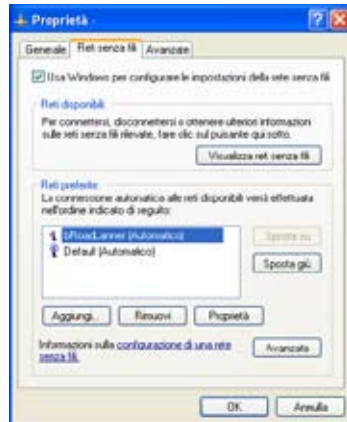 Proprietà -
Generale Reti senza fili Avanzate
Usa Windows per configurare le impostazioni della rete senza fili
Reti disponibili:
Per connettersi, disconnettersi o ottenere ulteriori informazioni
sulle reti senza fili rilevate, fare clic sul pulsante qui sotto.
Visualizza reti senza fili
Reti preferite:
La connessione automatica alle reti disponibili verrà effettuata
nell'ordine indicato di seguito:
(Automatico)
Sposta su
Default (Automatico)
Sposta giù
Aggiungi... Rimuovi Proprietà
Informazioni sulla configurazione di una rete
senza fili.
Avanzate
OK Annulla